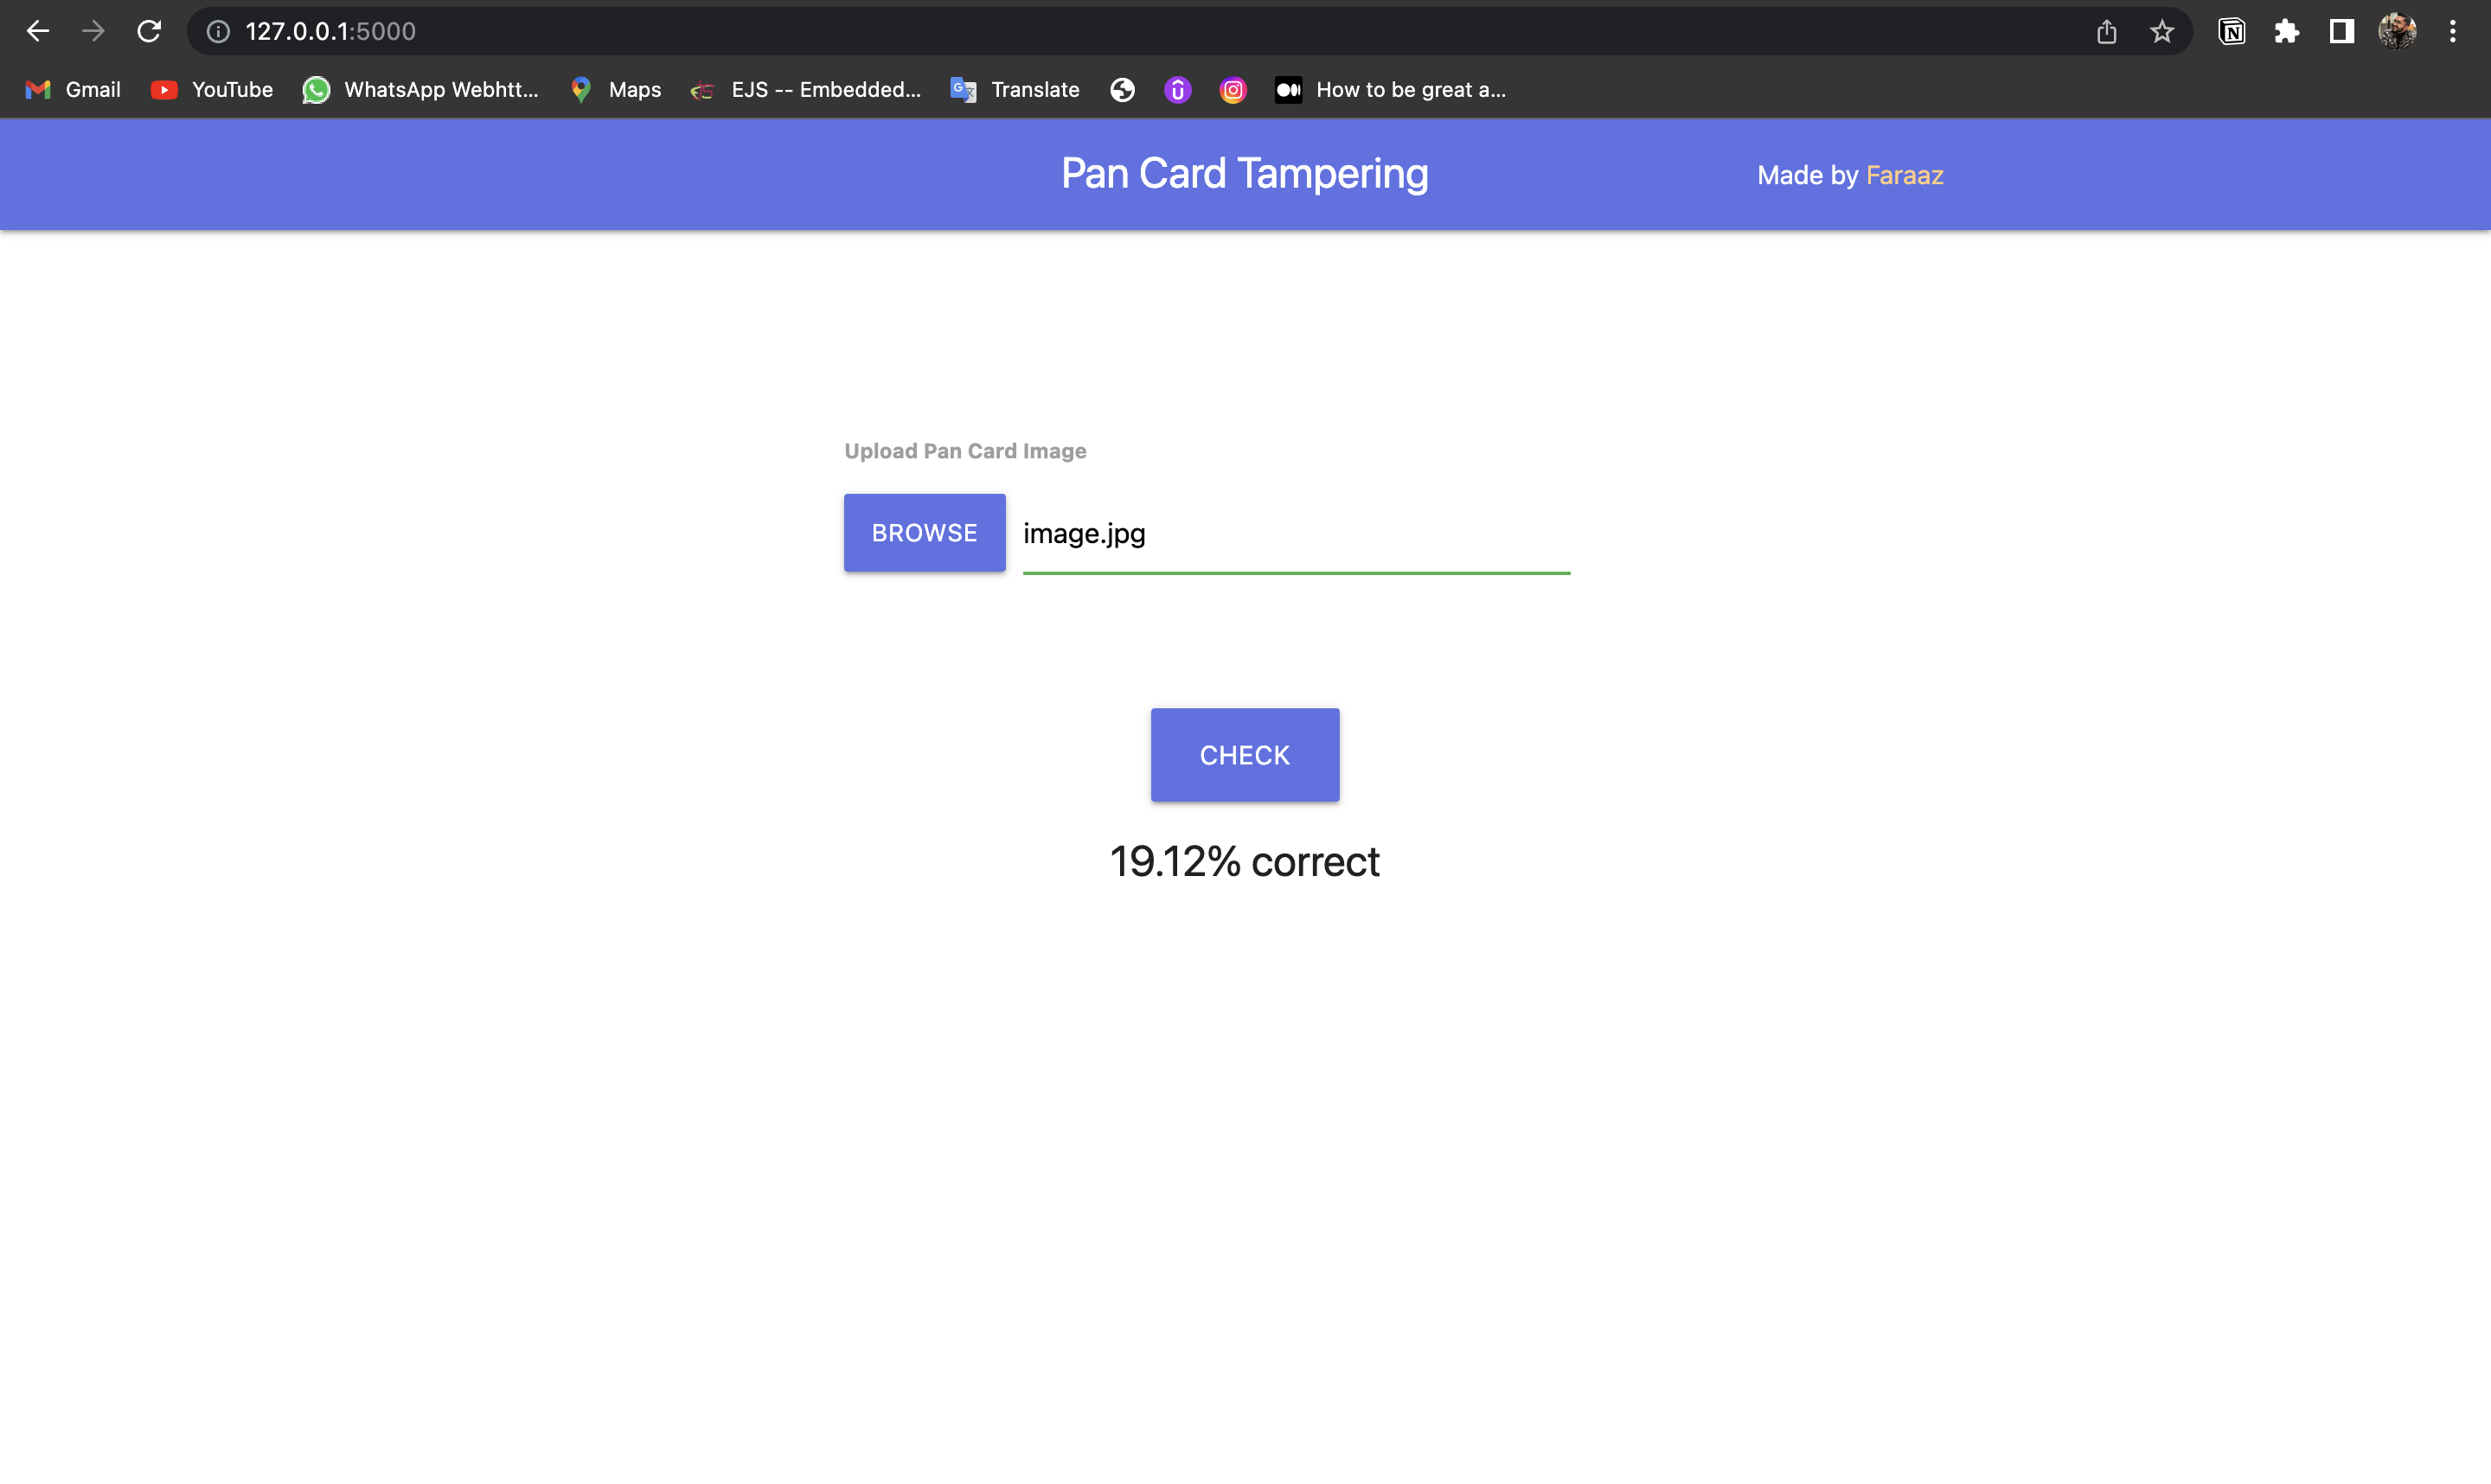 127.0.0.1:5000
Gmail YouTube WhatsApp Webhtt... Maps EJS -- Embedded... Translate How to be great a...
Pan Card Tampering
Made by Faraaz
Upload Pan Card Image
BROWSE image.jpg
CHECK
19.12% correct